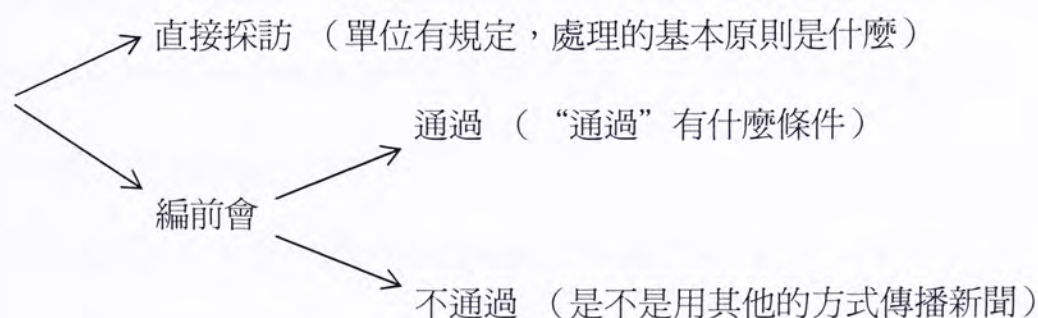 直接採訪 （單位有規定，處理的基本原則是什麼）
通過 （ “通過” 有什麼條件）
編前會
不通過 （是不是用其他的方式傳播新聞）